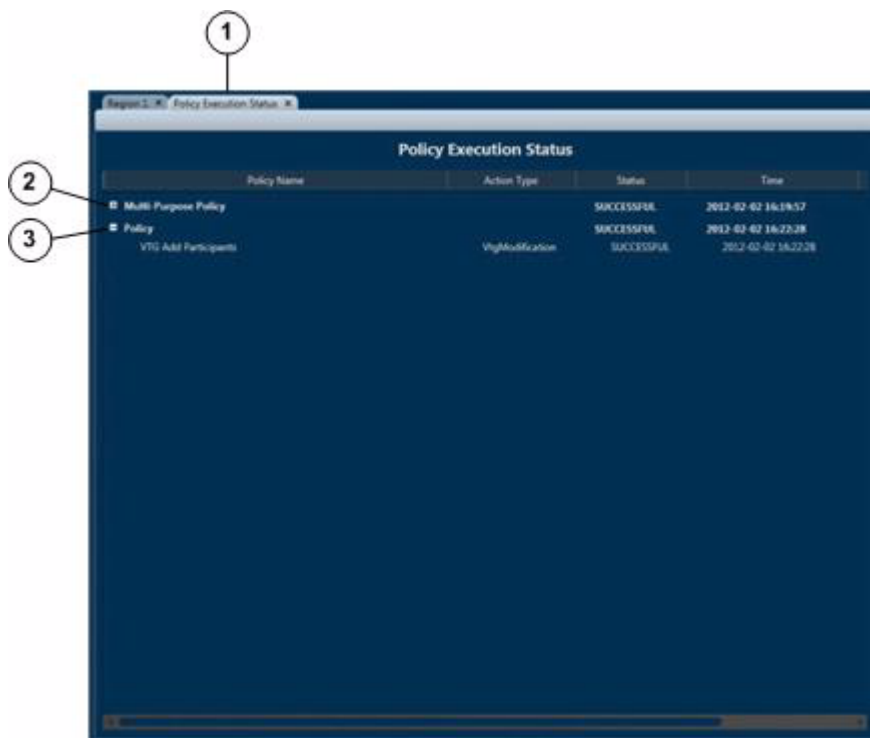 1
Region 1 × Policy Execution Status ×
Policy Execution Status
Policy Name Action Type Status Time
2
Multi-Purpose Policy SUCCESSFUL 2012-02-02 16:19:57
3
Policy SUCCESSFUL 2012-02-02 16:22:28
VTG Add Participants VtgModification SUCCESSFUL 2012-02-02 16:22:28